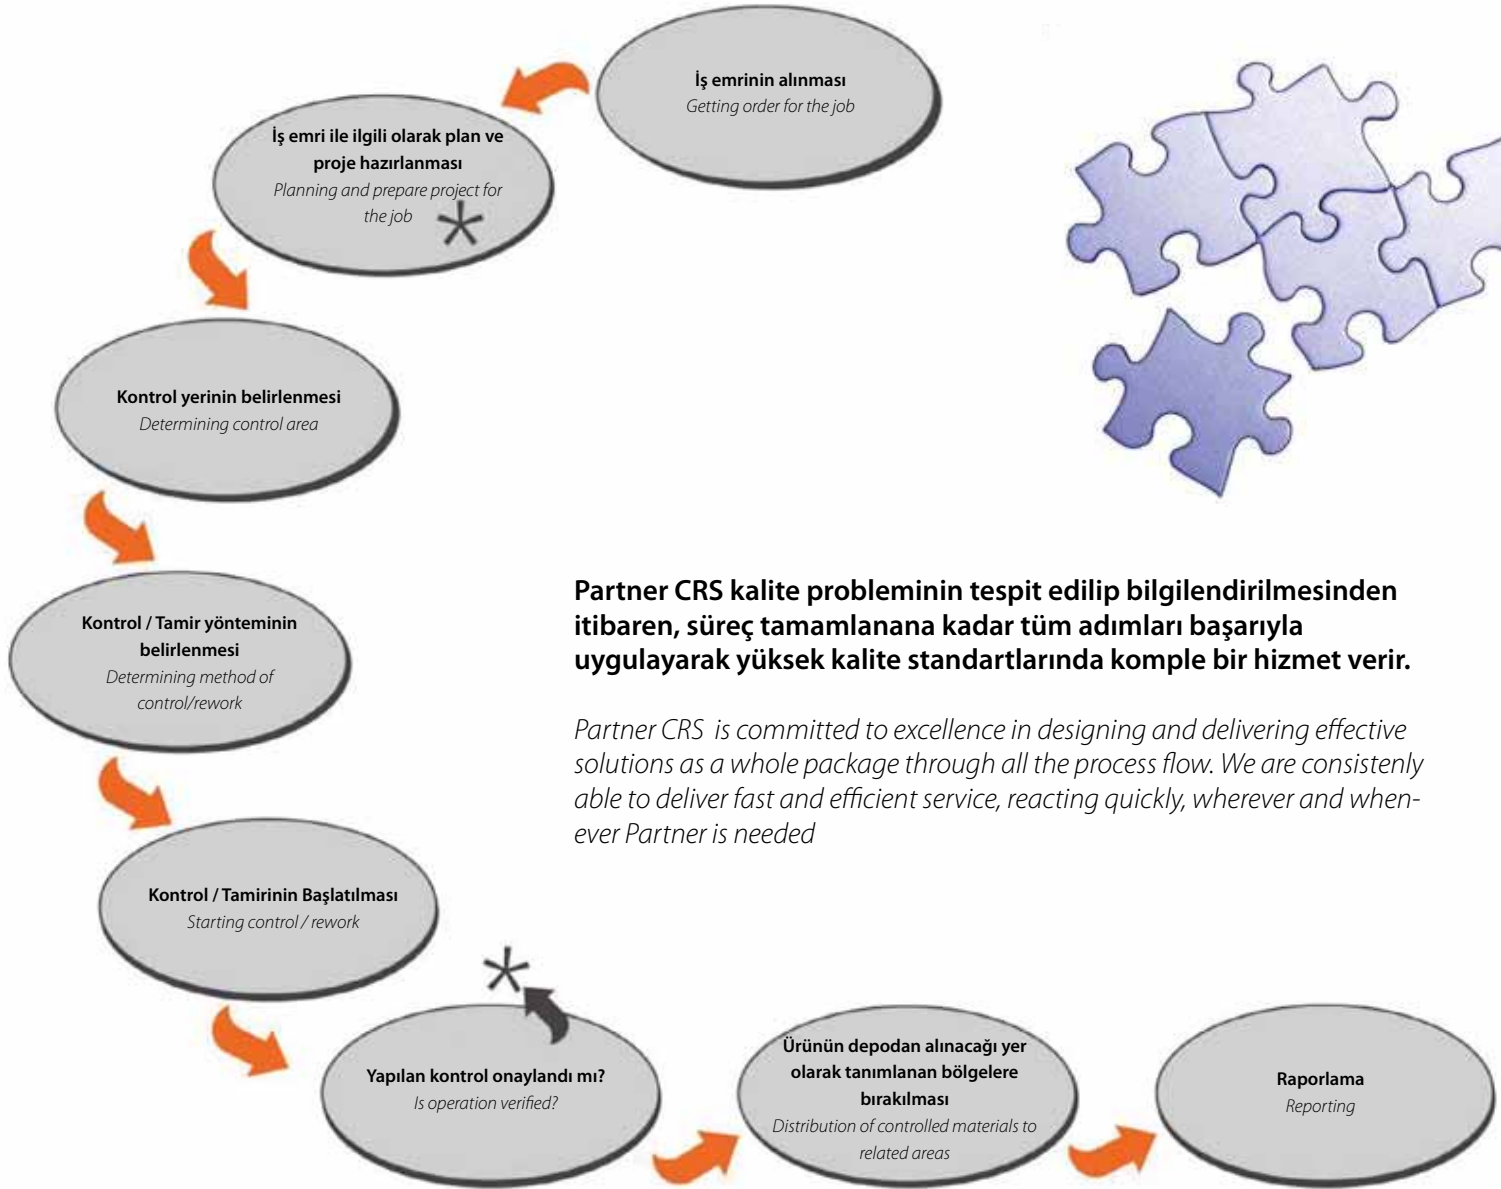 İş emrinin alınması
Getting order for the job
İş emri ile ilgili olarak plan ve
proje hazırlanması
Planning and prepare project for
the job
*
Kontrol yerinin belirlenmesi
Determining control area
Kontrol / Tamir yönteminin
belirlenmesi
Determining method of
control/rework
Partner CRS kalite probleminin tespit edilip bilgilendirilmesinden
itibaren, süreç tamamlanana kadar tüm adımları başarıyla
uygulayarak yüksek kalite standartlarında komple bir hizmet verir.
Partner CRS is committed to excellence in designing and delivering effective
solutions as a whole package through all the process flow. We are consistenly
able to deliver fast and efficient service, reacting quickly, wherever and when-
ever Partner is needed
Kontrol / Tamirinin Başlatılması
Starting control / rework
*
Yapılan kontrol onaylandı mı?
Is operation verified?
Ürünün depodan alınacağı yer
olarak tanımlanan bölgelere
bırakılması
Distribution of controlled materials to
related areas
Raporlama
Reporting